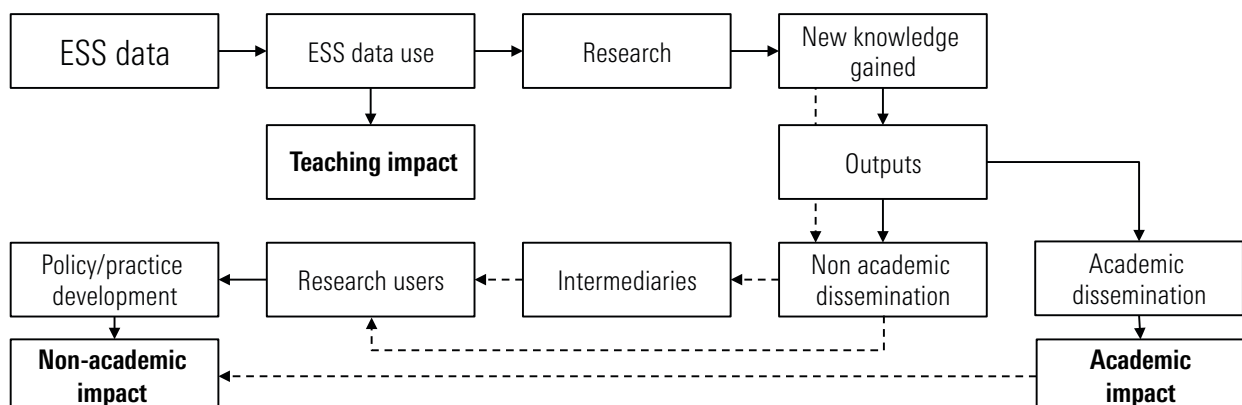 ESS data
ESS data use
Research
New knowledge
gained
Teaching impact
Outputs
Policy/practice
development
Research users
Intermediaries
Non academic
dissemination
Academic
dissemination
Non-academic
impact
Academic
impact